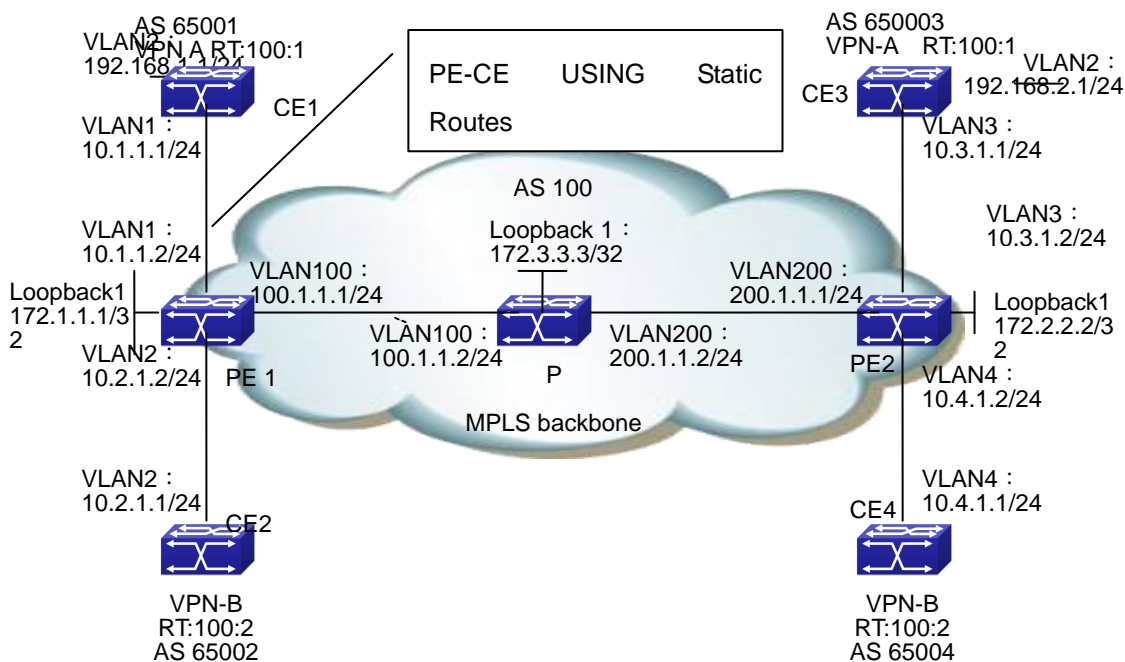 AS 65001
VLAN2：
VPN A RT:100:1
192.168.1.1/24
CE1
VLAN1：
10.1.1.1/24
PE-CE USING Static
Routes
AS 650003
VPN-A RT:100:1
VLAN2：
192.168.2.1/24
CE3
VLAN3：
10.3.1.1/24
AS 100
VLAN1：
10.1.1.2/24
Loopback 1：
172.3.3.3/32
VLAN3：
10.3.1.2/24
VLAN100：
100.1.1.1/24
VLAN200：
200.1.1.1/24
Loopback1
172.1.1.1/3
2
Loopback1
172.2.2.2/3
2
VLAN100：
100.1.1.2/24
VLAN200：
200.1.1.2/24
VLAN2：
10.2.1.2/24
PE 1
P
PE2
VLAN4：
10.4.1.2/24
MPLS backbone
VLAN2：
10.2.1.1/24
CE2
VLAN4：
10.4.1.1/24
CE4
VPN-B
RT:100:2
AS 65002
VPN-B
RT:100:2
AS 65004